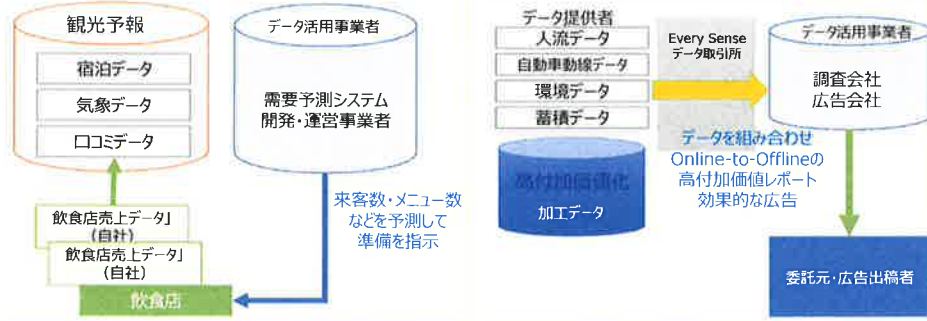 観光予報
宿泊データ
気象データ
口コミデータ
飲食店売上データ」
(自社)
飲食店売上データ」
(自社)
飲食店
データ活用事業者
需要予測システム
開発・運営事業者
来客数・メニュー数
などを予測して
準備を指示
データ提供者
人流データ
自動車動線データ
環境データ
蓄積データ
高付加価値化
加工データ
Every Sense
データ取引所
データを組み合わせ
Online-to-Offlineの
高付加価値レポート
効果的な広告
データ活用事業者
調査会社
広告会社
委託元・広告出稿者